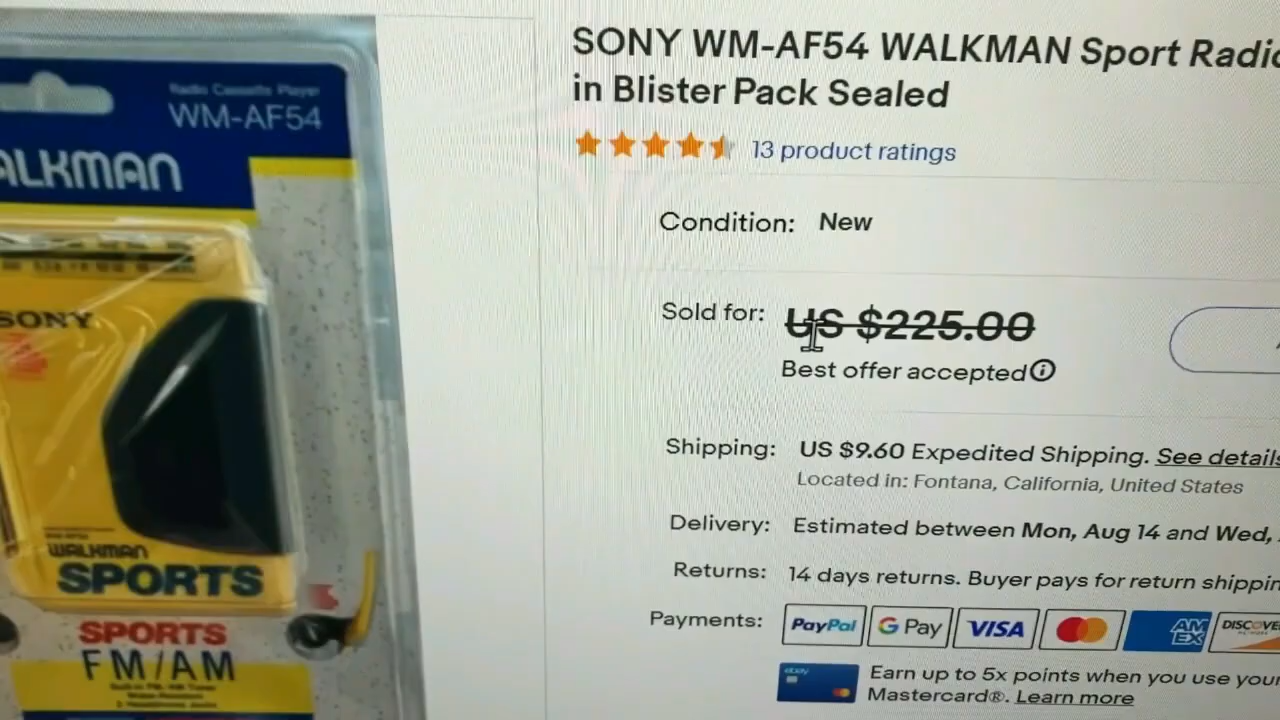 SONY WM-AF54 WALKMAN Sport Radio
in Blister Pack Sealed
13 product ratings
Condition: New
Sold for: US $225.00
Best offer accepted
Shipping: US $9.60 Expedited Shipping. See details
Located in: Fontana, California, United States
Delivery: Estimated between Mon, Aug 14 and Wed,
Returns: 14 days returns. Buyer pays for return shippin
Payments: PayPal G Pay VISA AM EX DISCOVE
ebay
Earn up to 5x points when you use your
Mastercard®. Learn more
Radio Cassette Player
WM-AF54
ALKMAN
SONY
WALKMAN
SPORTS
SPORTS
FM/AM